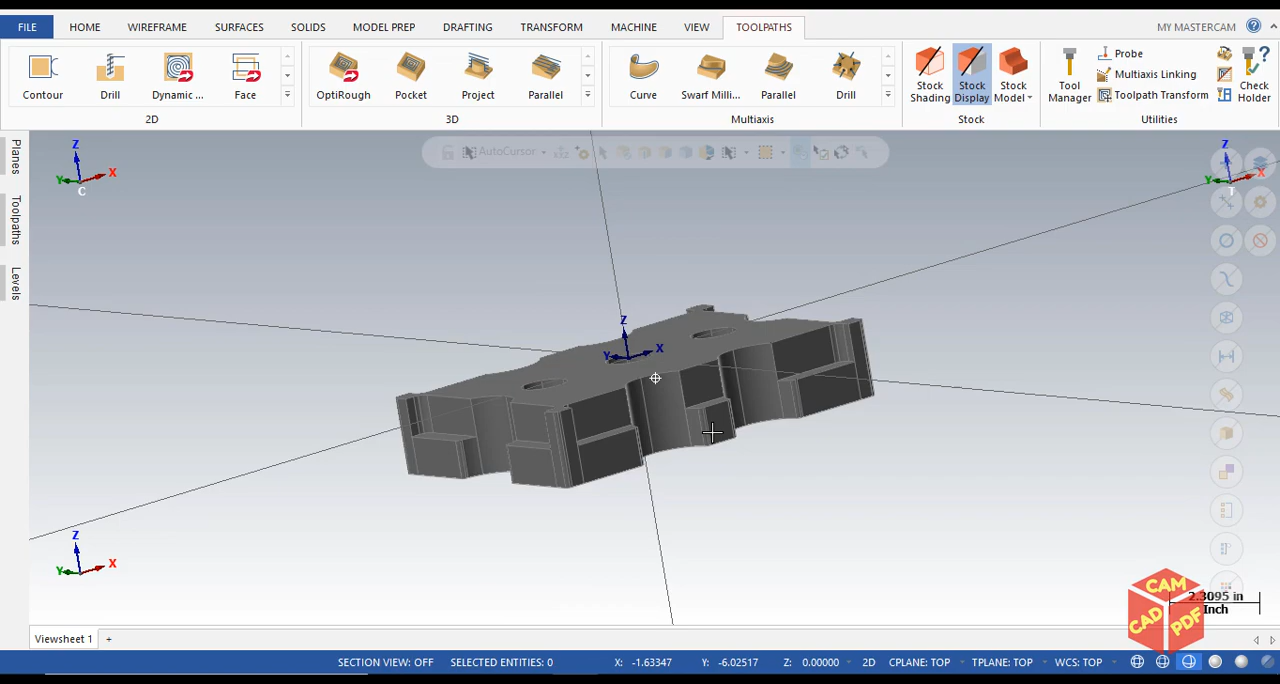 FILE HOME WIREFRAME SURFACES SOLIDS MODEL PREP DRAFTING TRANSFORM MACHINE VIEW TOOLPATHS MY MASTERCAM
Contour Drill Dynamic ... Face
2D
OptiRough Pocket Project Parallel
3D
Curve Swarf Milli... Parallel Drill
Multiaxis
Stock Shading
Stock Display
Stock Model
Stock
Tool Manager
Probe
Multiaxis Linking
Toolpath Transform
Check Holder
Utilities
AutoCursor
Planes
Toolpaths
Levels
Z
Y X
C
Z
Y X
T
Z
Y X
Z
Y X
CAM
CAD
PDF
2.3095 in
Inch
Viewsheet 1 +
SECTION VIEW: OFF SELECTED ENTITIES: 0 X: -1.63347 Y: -6.02517 Z: 0.00000 2D CPLANE: TOP TPLANE: TOP WCS: TOP